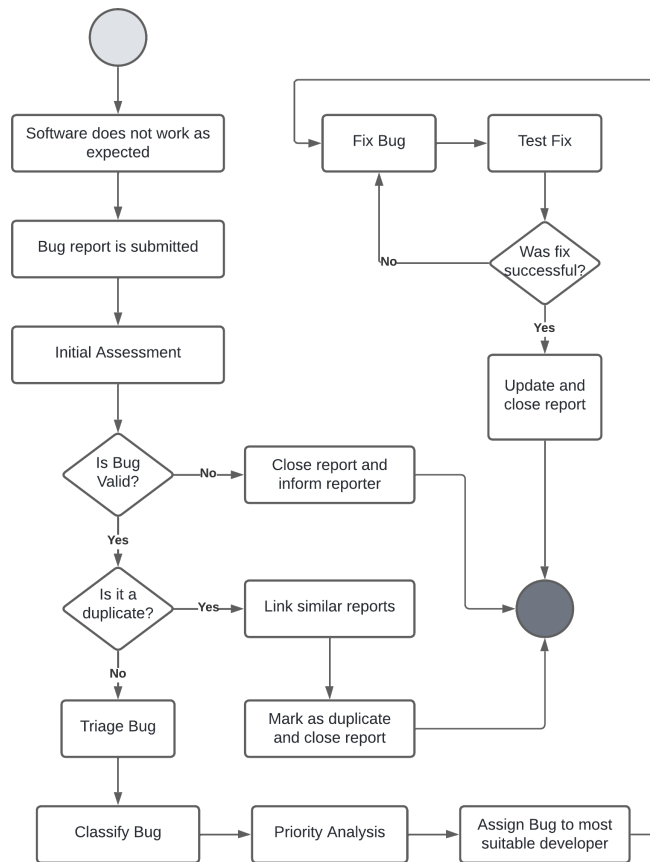 Software does not work as
expected
Bug report is submitted
Initial Assessment
Is Bug
Valid?
No
Close report and
inform reporter
Yes
Is it a
duplicate?
Yes
Link similar reports
Mark as duplicate
and close report
No
Triage Bug
Classify Bug
Priority Analysis
Assign Bug to most
suitable developer
Fix Bug
Test Fix
Was fix
successful?
No
Yes
Update and
close report